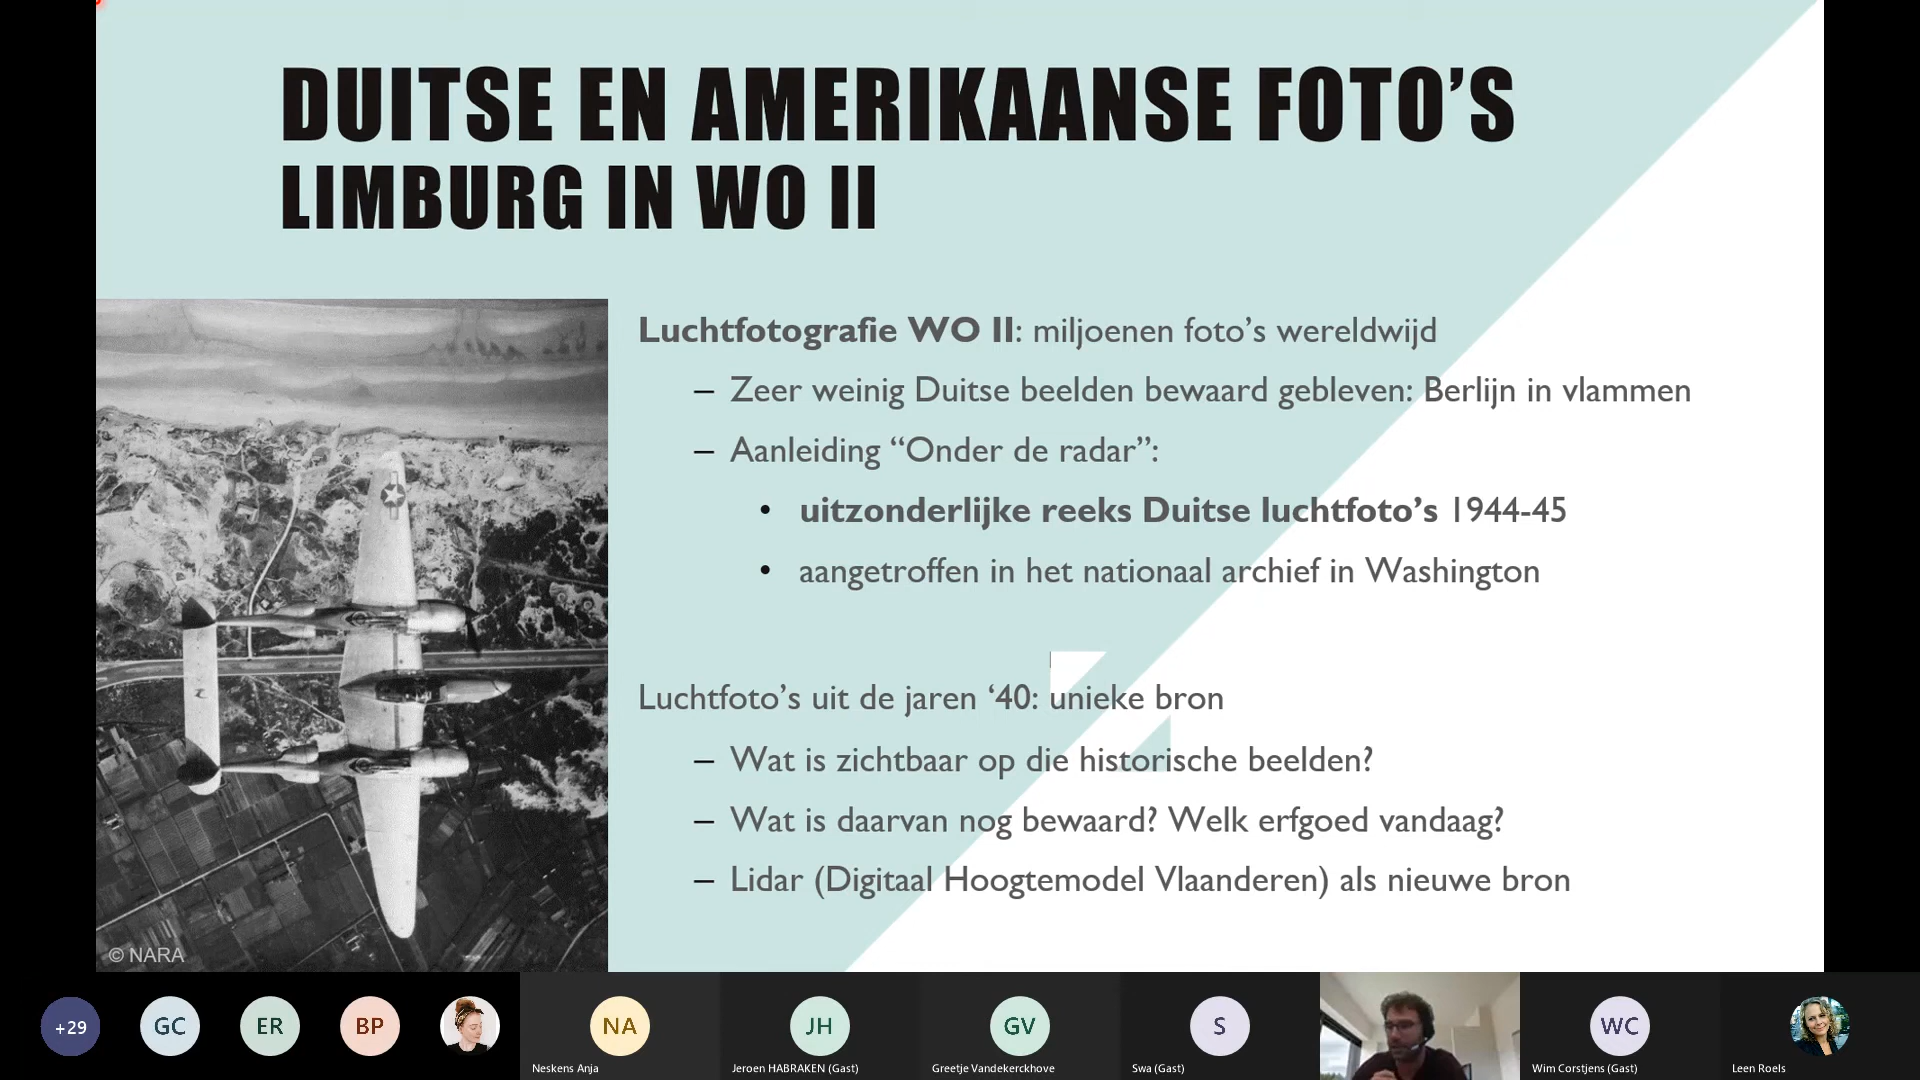 DUITSE EN AMERIKAANSE FOTO’S
LIMBURG IN WO II
Luchtfotografie WO II: miljoenen foto’s wereldwijd
– Zeer weinig Duitse beelden bewaard gebleven: Berlijn in vlammen
– Aanleiding “Onder de radar”:
• uitzonderlijke reeks Duitse luchtfoto’s 1944-45
• aangetroffen in het nationaal archief in Washington
Luchtfoto’s uit de jaren ‘40: unieke bron
– Wat is zichtbaar op die historische beelden?
– Wat is daarvan nog bewaard? Welk erfgoed vandaag?
– Lidar (Digitaal Hoogtemodel Vlaanderen) als nieuwe bron
© NARA
+29 GC ER BP NA JH GV S WC
Neskens Anja Jeroen HABRAKEN (Gast) Greetje Vandekerckhove Swa (Gast) Wim Corstjens (Gast) Leen Roels